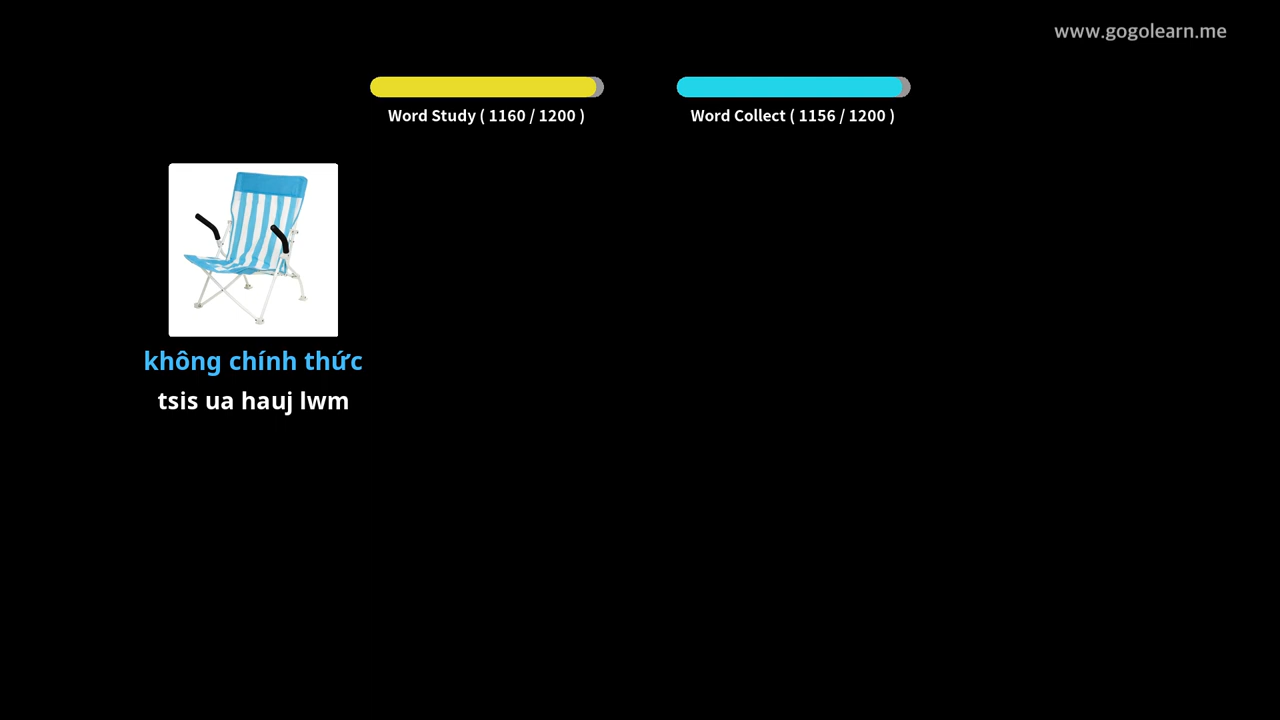 www.gogolearn.me
Word Study ( 1160 / 1200 )
Word Collect ( 1156 / 1200 )
không chính thức
tsis ua hauj lwm